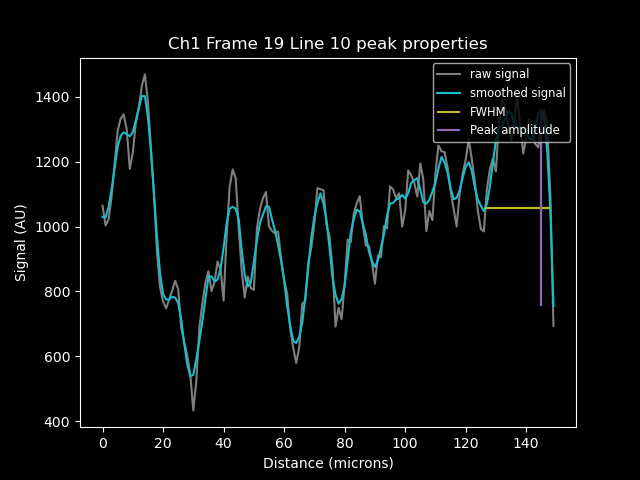 Ch1 Frame 19 Line 10 peak properties
raw signal
smoothed signal
FWHM
Peak amplitude
Signal (AU)
1400
1200
1000
800
600
400
0 20 40 60 80 100 120 140
Distance (microns)